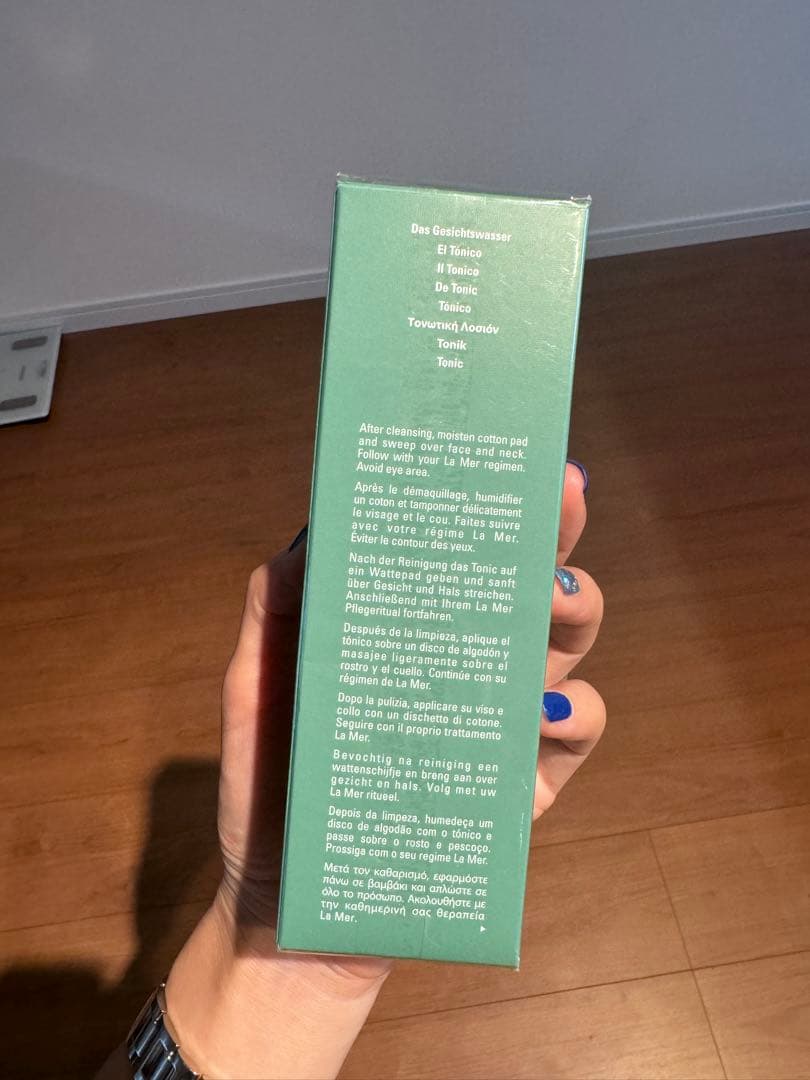 Das Gesichtswasser
El Tónico
Il Tonico
De Tonic
Tónico
Τονωτική Λοσιόν
Tonik
Tonic
After cleansing, moisten cotton pad
and sweep over face and neck.
Follow with your La Mer regimen.
Avoid eye area.
Après le démaquillage, humidifier
un coton et tamponner délicatement
le visage et le cou. Faites suivre
avec votre régime La Mer.
Éviter le contour des yeux.
Nach der Reinigung das Tonic auf
ein Wattepad geben und sanft
über Gesicht und Hals streichen.
Anschließend mit Ihrem La Mer
Pflegeritual fortfahren.
Después de la limpieza, aplique el
tónico sobre un disco de algodón y
masajee ligeramente sobre el
rostro y el cuello. Continúe con su
régimen de La Mer.
Dopo la pulizia, applicare su viso e
collo con un dischetto di cotone.
Seguire con il proprio trattamento
La Mer.
Bevochtig na reiniging een
wattenschijfje en breng aan over
gezicht en hals. Volg met uw
La Mer ritueel.
Depois da limpeza, humedeça um
disco de algodão com o tónico e
passe sobre o rosto e pescoço.
Prossiga com o seu regime La Mer.
Μετά τον καθαρισμό, εφαρμόστε
πάνω σε βαμβάκι και απλώστε σε
όλο το πρόσωπο. Ακολουθήστε με
την καθημερινή σας θεραπεία
La Mer.